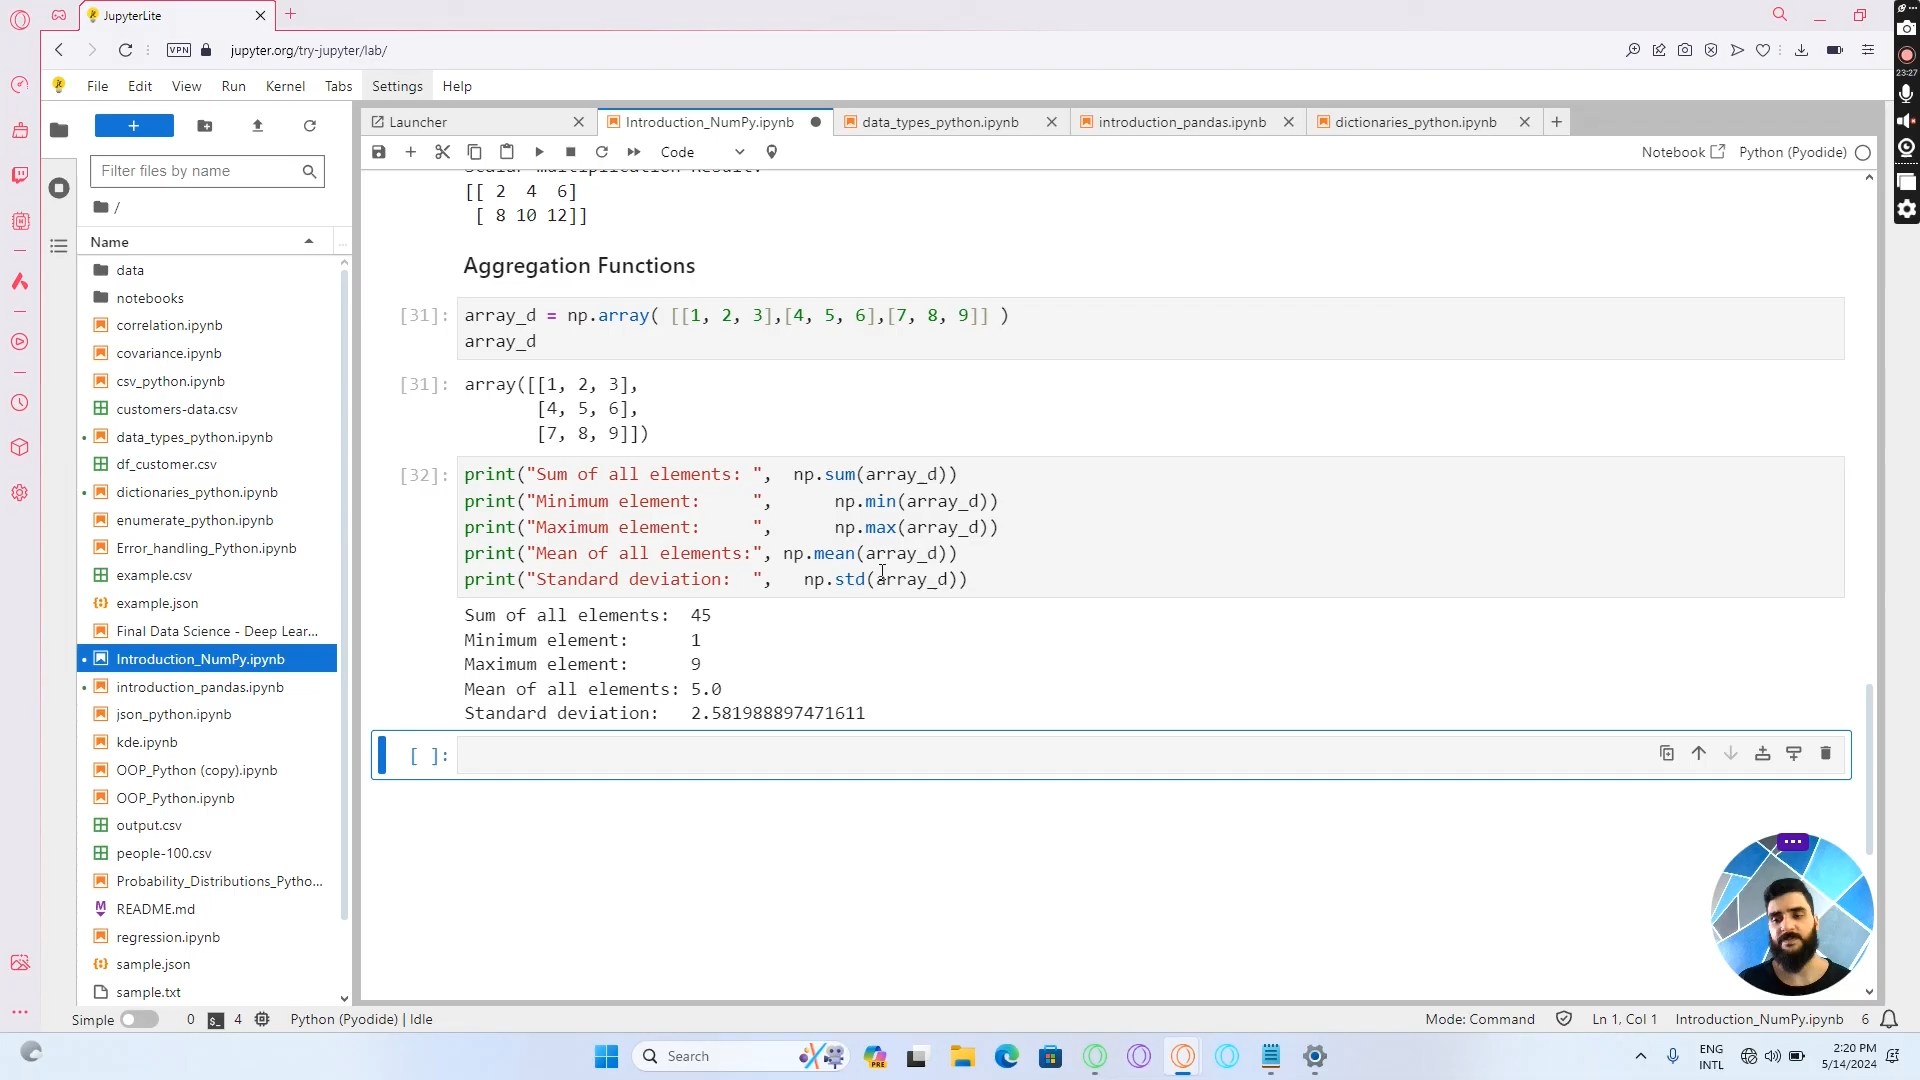 JupyterLite
VPN
jupyter.org/try-jupyter/lab/
23:27
File Edit View Run Kernel Tabs Settings Help
+
Launcher
Introduction_NumPy.ipynb
data_types_python.ipynb
introduction_pandas.ipynb
dictionaries_python.ipynb
Code
Notebook
Python (Pyodide)
Filter files by name
/
Name
data
notebooks
correlation.ipynb
covariance.ipynb
csv_python.ipynb
customers-data.csv
data_types_python.ipynb
df_customer.csv
dictionaries_python.ipynb
enumerate_python.ipynb
Error_handling_Python.ipynb
example.csv
example.json
Final Data Science - Deep Lear...
Introduction_NumPy.ipynb
introduction_pandas.ipynb
json_python.ipynb
kde.ipynb
OOP_Python (copy).ipynb
OOP_Python.ipynb
output.csv
people-100.csv
Probability_Distributions_Pytho...
README.md
regression.ipynb
sample.json
sample.txt
Scalar multiplication Result:
[[ 2  4  6]
 [ 8 10 12]]
Aggregation Functions
[31]: array_d = np.array( [[1, 2, 3],[4, 5, 6],[7, 8, 9]] )
array_d
[31]: array([[1, 2, 3],
[4, 5, 6],
[7, 8, 9]])
[32]: print("Sum of all elements: ",  np.sum(array_d))
print("Minimum element:     ",      np.min(array_d))
print("Maximum element:     ",      np.max(array_d))
print("Mean of all elements:", np.mean(array_d))
print("Standard deviation:  ",   np.std(array_d))
Sum of all elements:  45
Minimum element:      1
Maximum element:      9
Mean of all elements: 5.0
Standard deviation:   2.581988897471611
[ ]:
Simple 0 4 Python (Pyodide) | Idle
Mode: Command Ln 1, Col 1 Introduction_NumPy.ipynb 6
Search
PRE
ENG
INTL
2:20 PM
5/14/2024